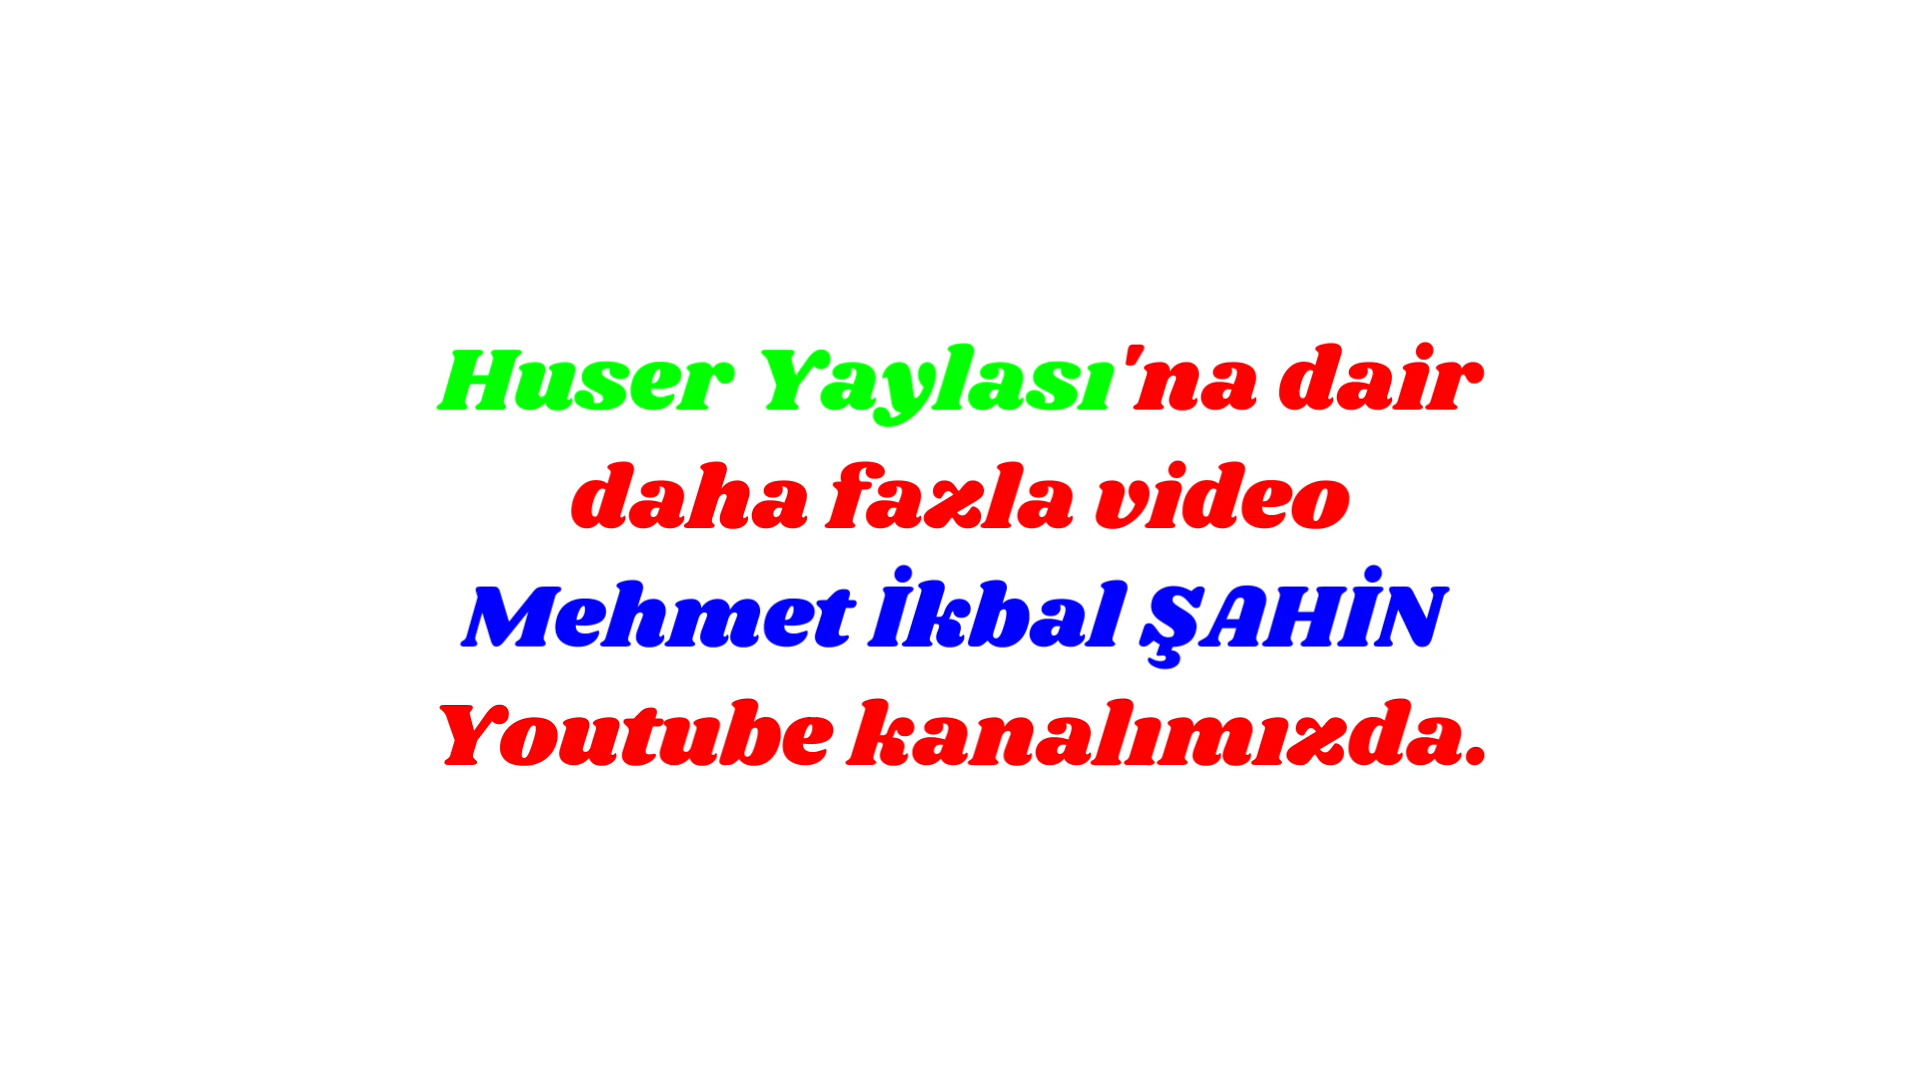 Huser Yaylası'na dair
daha fazla video
Mehmet İkbal ŞAHİN
Youtube kanalımızda.